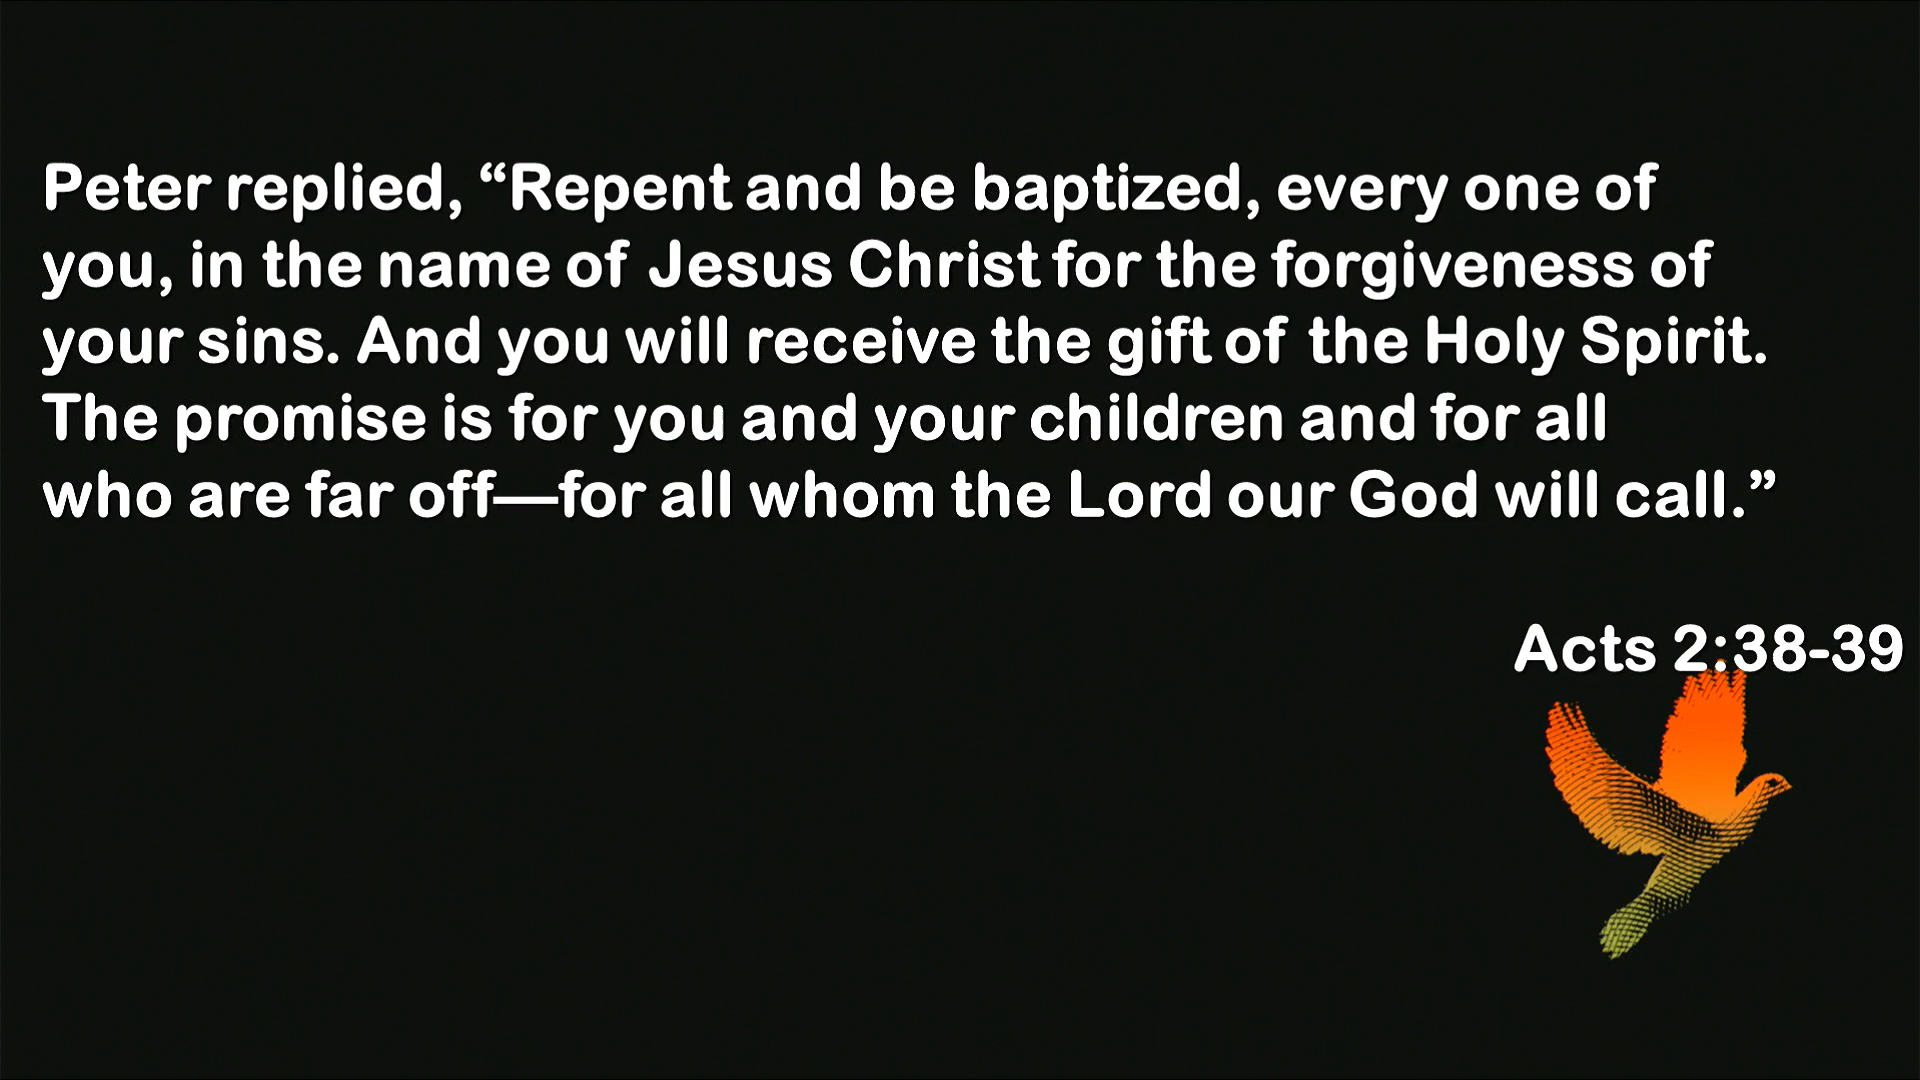 Peter replied, “Repent and be baptized, every one of
you, in the name of Jesus Christ for the forgiveness of
your sins. And you will receive the gift of the Holy Spirit.
The promise is for you and your children and for all
who are far off—for all whom the Lord our God will call.”
Acts 2:38-39